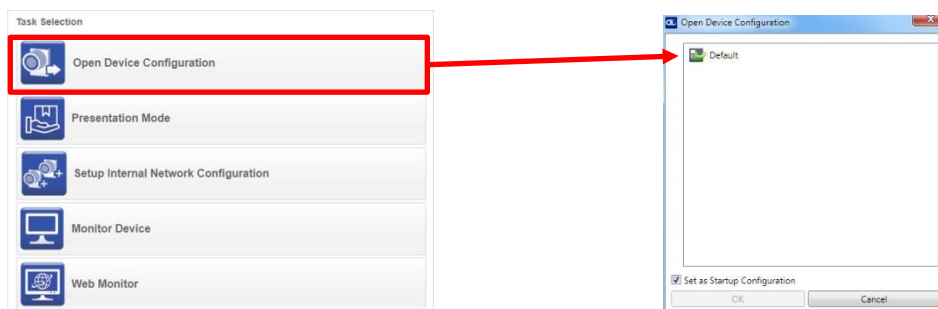 Task Selection
Open Device Configuration
Presentation Mode
Setup Internal Network Configuration
Monitor Device
Web Monitor
DL Open Device Configuration
Default
Set as Startup Configuration
OK Cancel